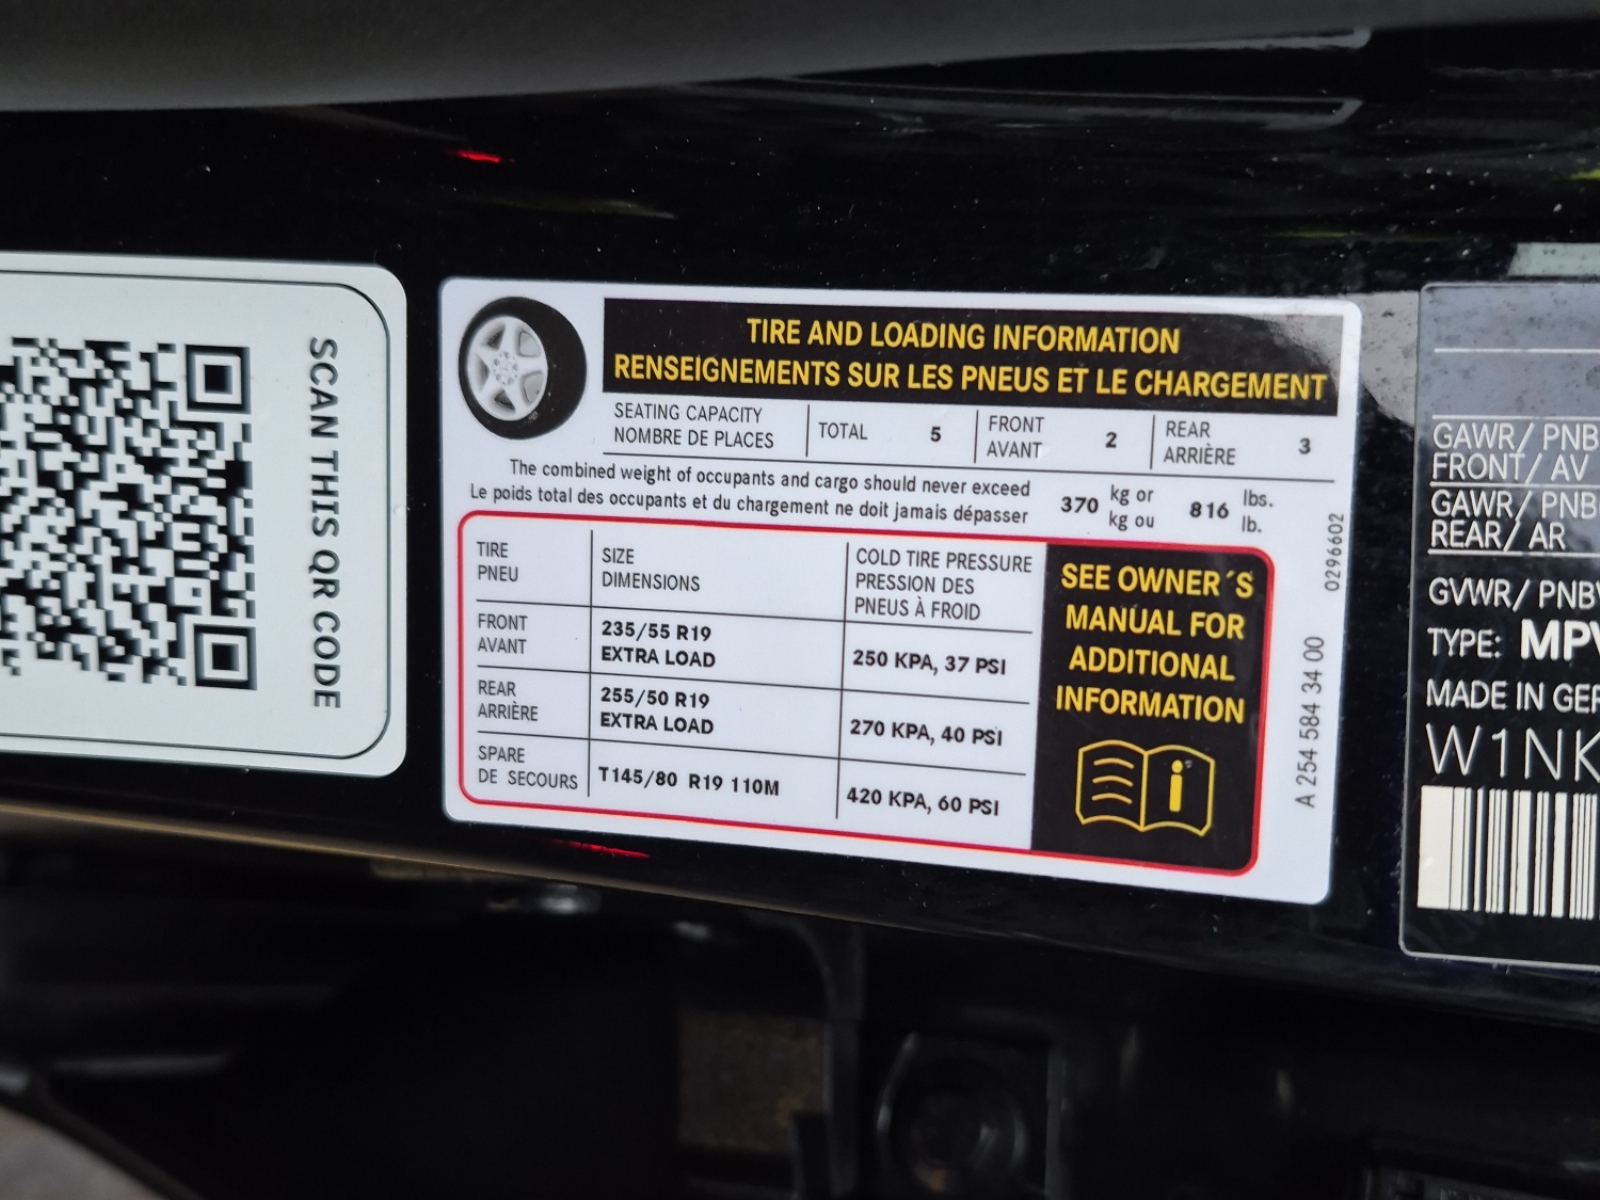 SCAN THIS QR CODE
TIRE AND LOADING INFORMATION
RENSEIGNEMENTS SUR LES PNEUS ET LE CHARGEMENT
SEATING CAPACITY
NOMBRE DE PLACES
TOTAL 5
FRONT
AVANT
2
REAR
ARRIÈRE
3
The combined weight of occupants and cargo should never exceed
Le poids total des occupants et du chargement ne doit jamais dépasser
370
kg or
kg ou
816
lbs.
lb.
TIRE
PNEU
SIZE
DIMENSIONS
COLD TIRE PRESSURE
PRESSION DES
PNEUS À FROID
FRONT
AVANT
235/55 R19
EXTRA LOAD
250 KPA, 37 PSI
REAR
ARRIÈRE
255/50 R19
EXTRA LOAD
270 KPA, 40 PSI
SPARE
DE SECOURS
T145/80 R19 110M
420 KPA, 60 PSI
SEE OWNER´S
MANUAL FOR
ADDITIONAL
INFORMATION
i
0296602
A 254 584 34 00
GAWR/ PNB
FRONT/ AV
GAWR/ PNB
REAR/ AR
GVWR/ PNB
TYPE: MPV
MADE IN GER
W1NK